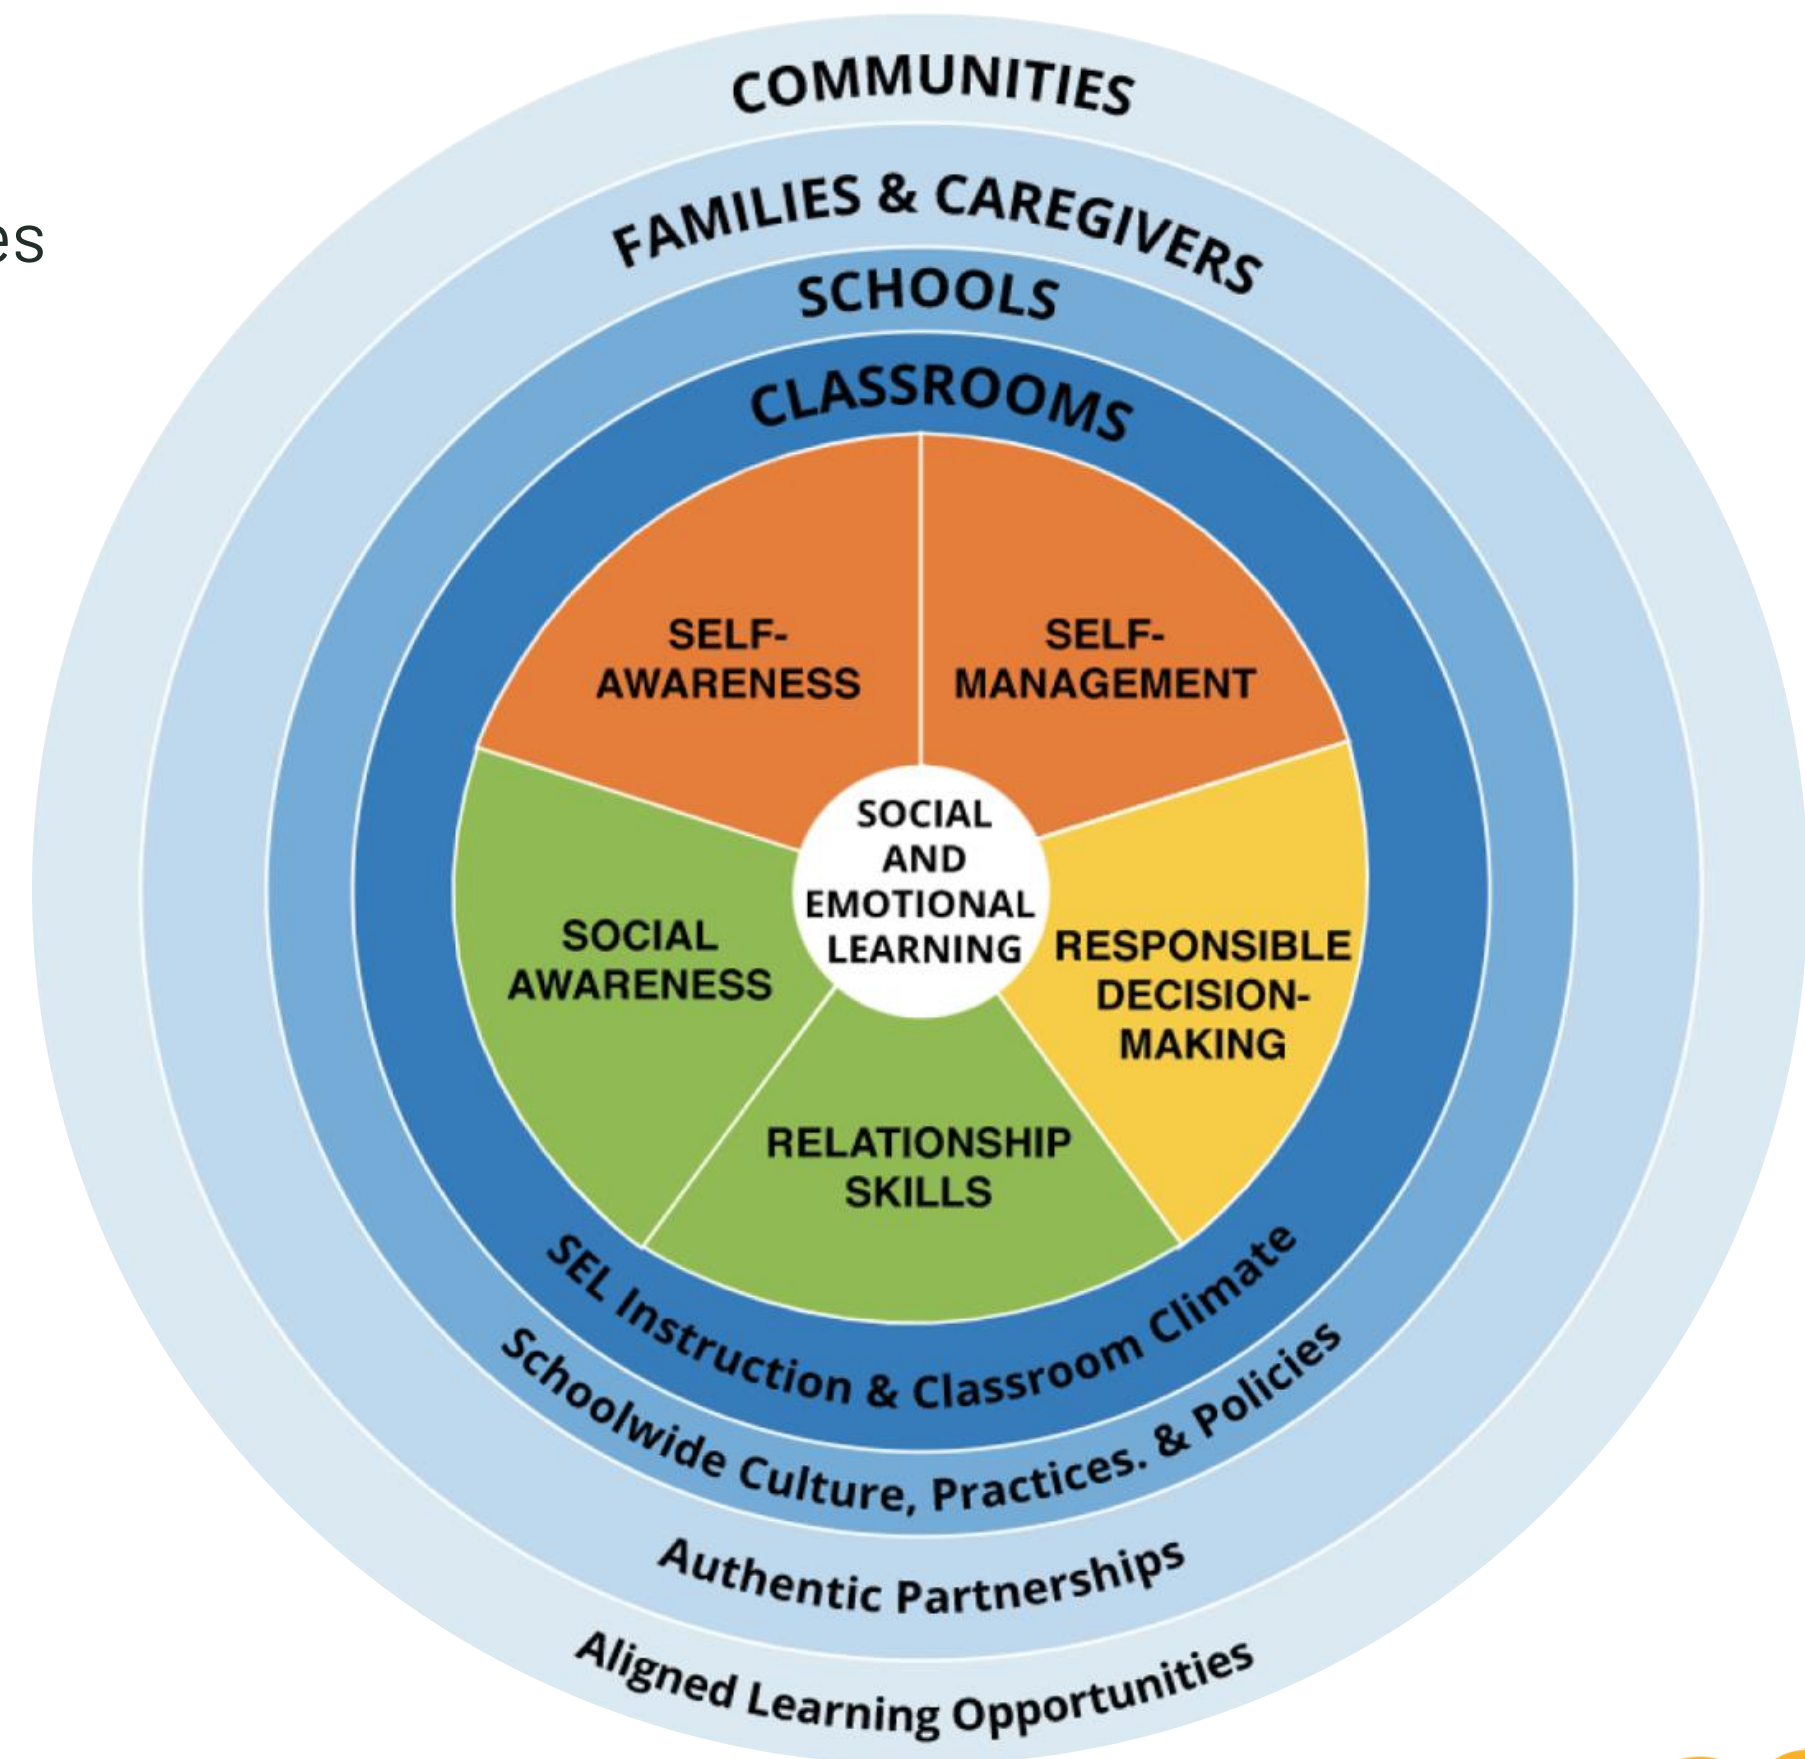 COMMUNITIES
es
FAMILIES & CAREGIVERS
SCHOOLS
CLASSROOMS
SELF-
AWARENESS
SELF-
MANAGEMENT
SOCIAL
AND
EMOTIONAL
LEARNING
SOCIAL
AWARENESS
RESPONSIBLE
DECISION-
MAKING
RELATIONSHIP
SKILLS
SEL Instruction & Classroom Climate
Schoolwide Culture, Practices. & Policies
Authentic Partnerships
Aligned Learning Opportunities